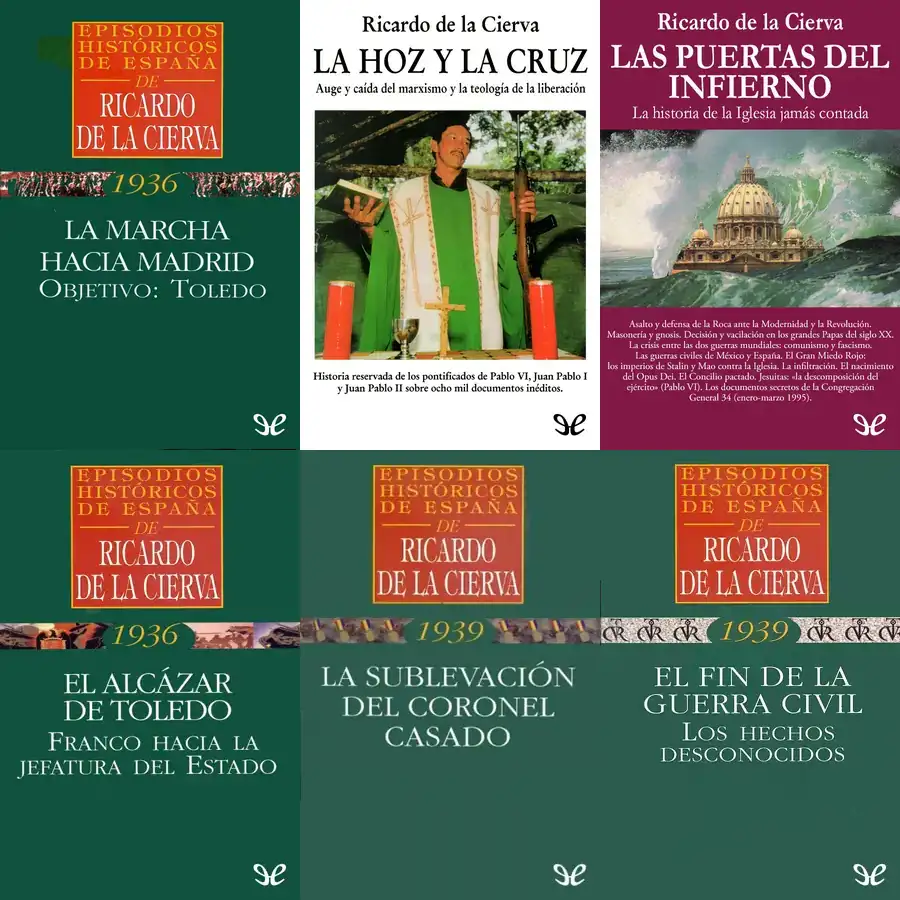 EPISODIOS
HISTÓRICOS
DE ESPAÑA
DE
RICARDO
DE LA CIERVA
1936
LA MARCHA
HACIA MADRID
OBJETIVO: TOLEDO
Ricardo de la Cierva
LA HOZ Y LA CRUZ
Auge y caída del marxismo y la teología de la liberación
Historia reservada de los pontificados de Pablo VI, Juan Pablo I
y Juan Pablo II sobre ocho mil documentos inéditos.
Ricardo de la Cierva
LAS PUERTAS DEL
INFIERNO
La historia de la Iglesia jamás contada
Asalto y defensa de la Roca ante la Modernidad y la Revolución.
Masonería y gnosis. Decisión y vacilación en los grandes Papas del siglo XX.
La crisis entre las dos guerras mundiales: comunismo y fascismo.
Las guerras civiles de México y España. El Gran Miedo Rojo:
los imperios de Stalin y Mao contra la Iglesia. La infiltración. El nacimiento
del Opus Dei. El Concilio pactado. Jesuitas: «la descomposición del
ejército» (Pablo VI). Los documentos secretos de la Congregación
General 34 (enero-marzo 1995).
EPISODIOS
HISTÓRICOS
DE ESPAÑA
DE
RICARDO
DE LA CIERVA
1936
EL ALCÁZAR
DE TOLEDO
FRANCO HACIA LA
JEFATURA DEL ESTADO
EPISODIOS
HISTÓRICOS
DE ESPAÑA
DE
RICARDO
DE LA CIERVA
1939
LA SUBLEVACIÓN
DEL CORONEL
CASADO
EPISODIOS
HISTÓRICOS
DE ESPAÑA
DE
RICARDO
DE LA CIERVA
1939
EL FIN DE LA
GUERRA CIVIL
LOS HECHOS
DESCONOCIDOS